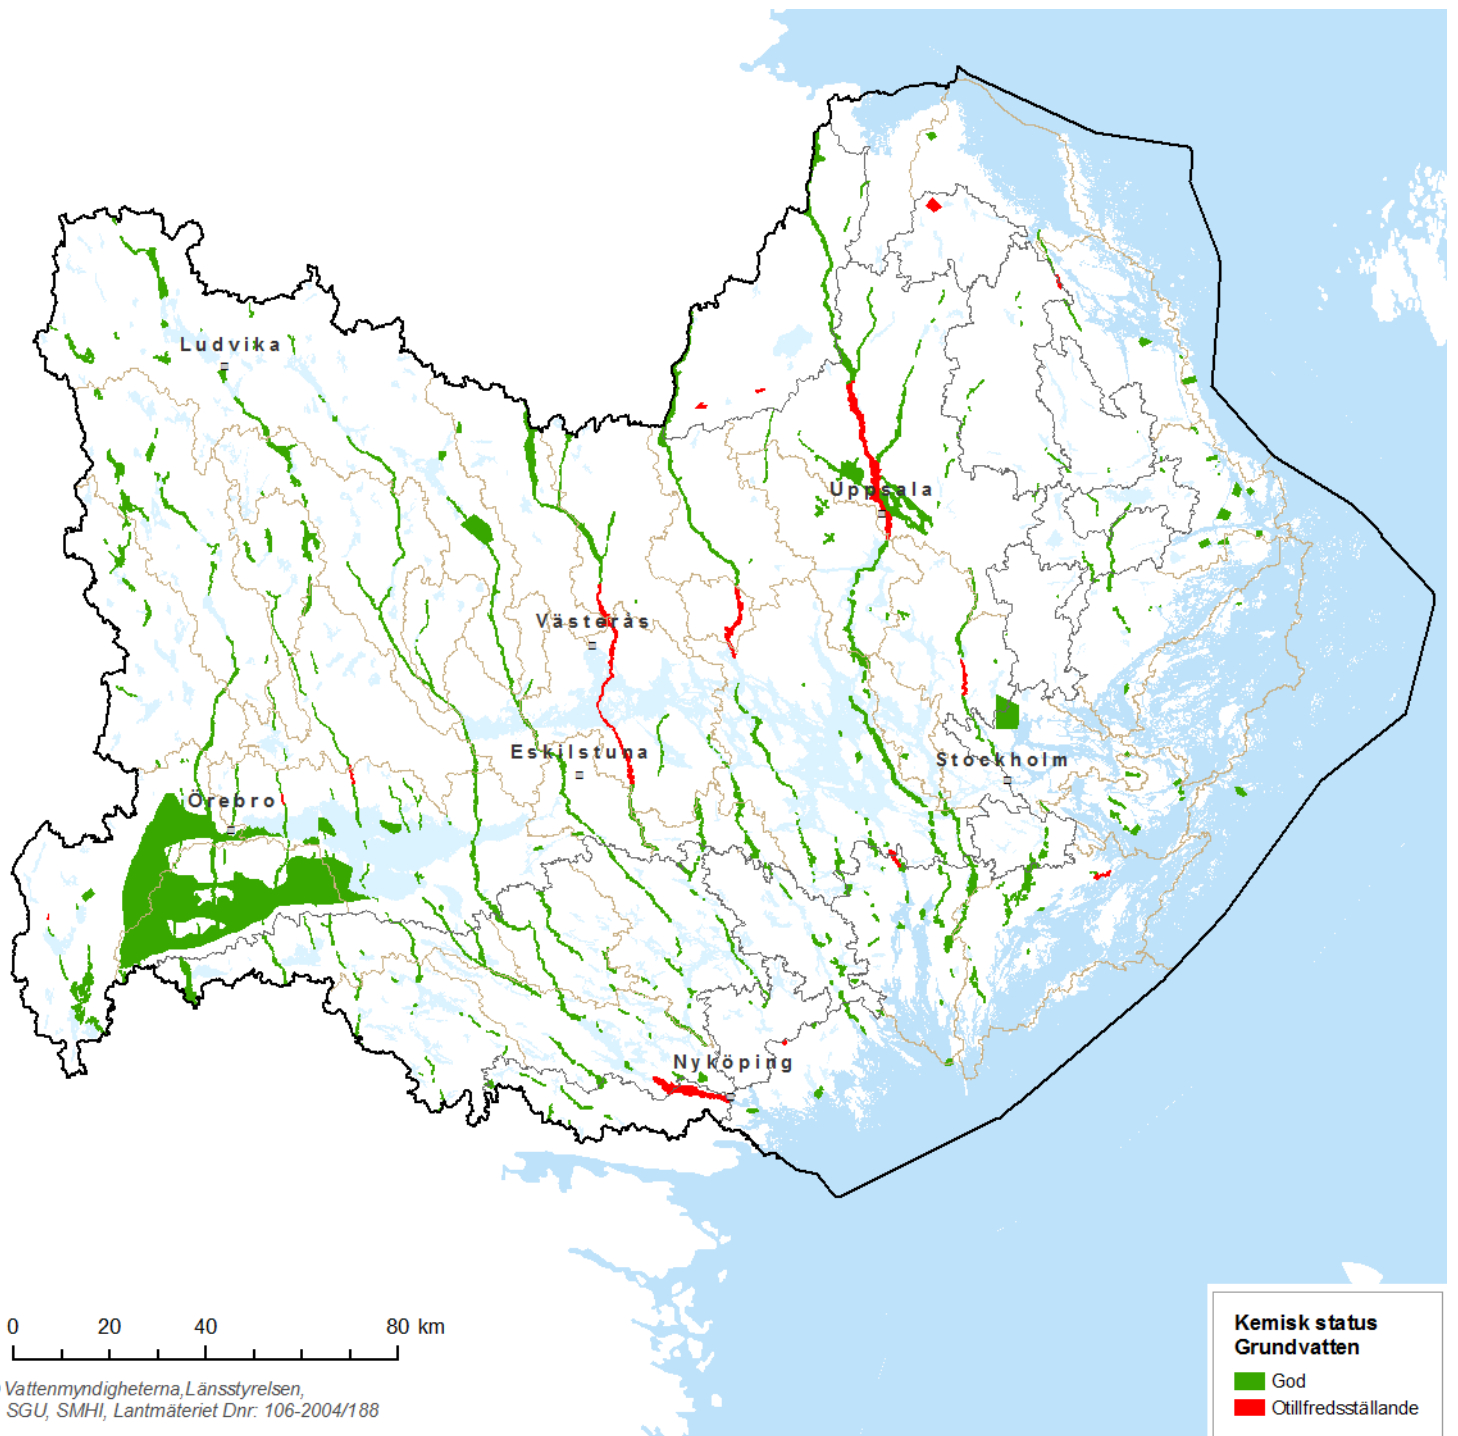 Ludvika
Uppsala
Västerås
Eskilstuna
Stockholm
Örebro
Nyköping
0 20 40 80 km
Vattenmyndigheterna,Länsstyrelsen,
SGU, SMHI, Lantmäteriet Dnr: 106-2004/188
Kemisk status
Grundvatten
God
Otillfredsställande